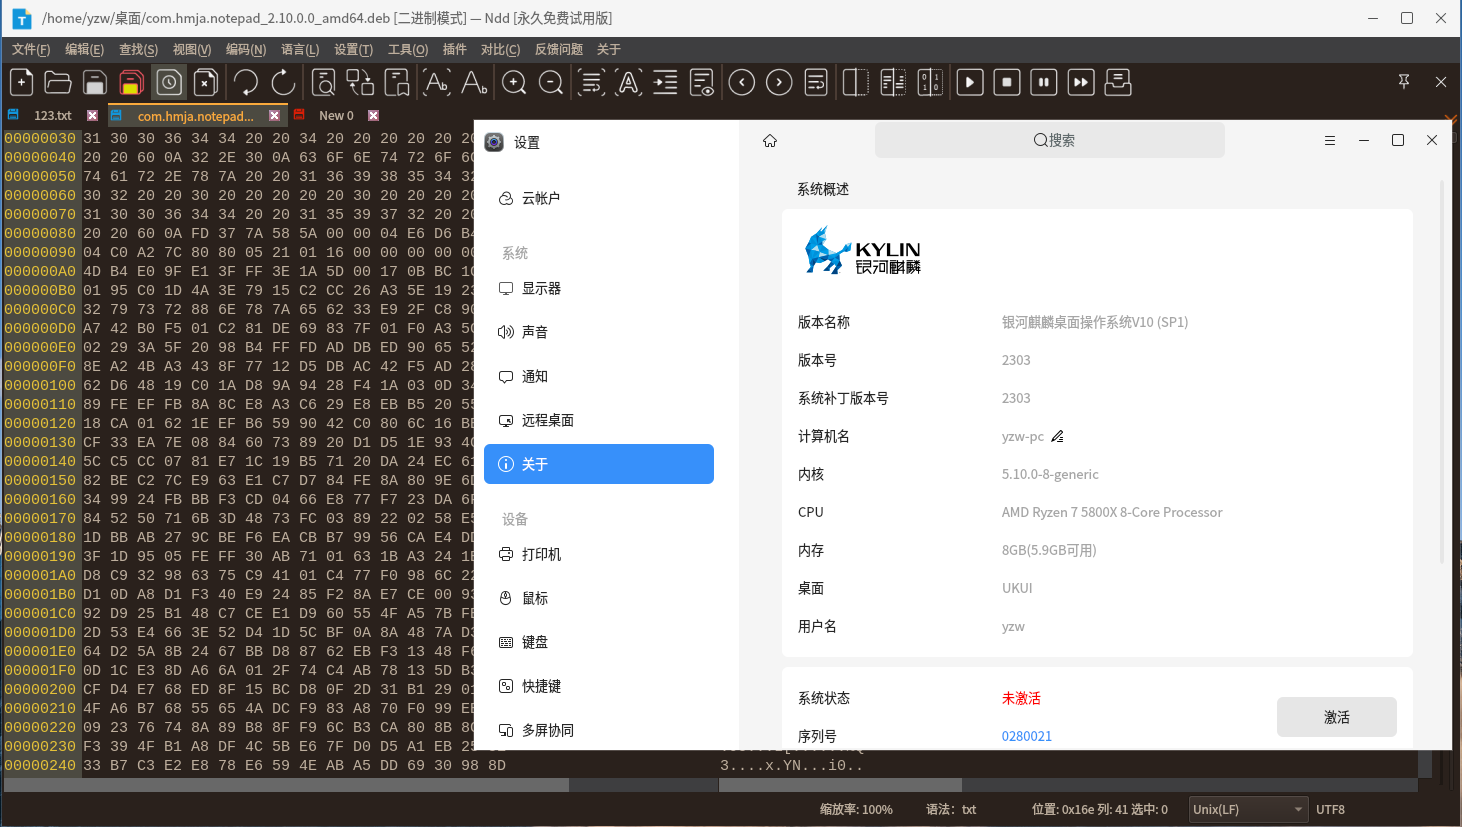 /home/yzw/桌面/com.hmja.notepad_2.10.0.0_amd64.deb [二进制模式] — Ndd [永久免费试用版]
文件(F) 编辑(E) 查找(S) 视图(V) 编码(N) 语言(L) 设置(T) 工具(O) 插件 对比(C) 反馈问题 关于
123.txt com.hmja.notepad... New 0
00000030 31 30 30 36 34 34 20 20 34 20 20 20 20 20 20
00000040 20 20 60 0A 32 2E 30 0A 63 6F 6E 74 72 6F 6C
00000050 74 61 72 2E 78 7A 20 20 31 36 39 38 35 34 32
00000060 30 32 20 20 30 20 20 20 20 20 30 20 20 20 20
00000070 31 30 30 36 34 34 20 20 31 35 39 37 32 20 20
00000080 20 20 60 0A FD 37 7A 58 5A 00 00 04 E6 D6 B4
00000090 04 C0 A2 7C 80 80 05 21 01 16 00 00 00 00 00
000000A0 4D B4 E0 9F E1 3F FF 3E 1A 5D 00 17 0B BC
000000B0 01 95 C0 1D 4A 3E 79 15 C2 CC 26 A3 5E 19 23
000000C0 32 79 73 72 88 6E 78 7A 65 62 33 E9 2F C8
000000D0 A7 42 B0 F5 01 C2 81 DE 69 83 7F 01 F0 A3
000000E0 02 29 3A 5F 20 98 B4 FF FD AD DB ED 90 65 52
000000F0 8E A2 4B A3 43 8F 77 12 D5 DB AC 42 F5 AD
00000100 62 D6 48 19 C0 1A D8 9A 94 28 F4 1A 03 0D 34
00000110 89 FE EF FB 8A 8C E8 A3 C6 29 E8 EB B5 20 55
00000120 18 CA 01 62 1E EF B6 59 90 42 C0 80 6C 16
00000130 CF 33 EA 7E 08 84 60 73 89 20 D1 D5 1E 93
00000140 5C C5 CC 07 81 E7 1C 19 B5 71 20 DA 24 EC
00000150 82 BE C2 7C E9 63 E1 C7 D7 84 FE 8A 80 9E
00000160 34 99 24 FB BB F3 CD 04 66 E8 77 F7 23 DA
00000170 84 52 50 71 6B 3D 48 73 FC 03 89 22 02 58
00000180 1D BB AB 27 9C BE F6 EA CB B7 99 56 CA E4
00000190 3F 1D 95 05 FE FF 30 AB 71 01 63 1B A3 24
000001A0 D8 C9 32 98 63 75 C9 41 01 C4 77 F0 98 6C 22
000001B0 D1 0D A8 D1 F3 40 E9 24 85 F2 8A E7 CE 00 93
000001C0 92 D9 25 B1 48 C7 CE E1 D9 60 55 4F A5 7B
000001D0 2D 53 E4 66 3E 52 D4 1D 5C BF 0A 8A 48 7A
000001E0 64 D2 5A 8B 24 67 BB D8 87 62 EB F3 13 48
000001F0 0D 1C E3 8D A6 6A 01 2F 74 C4 AB 78 13 5D
00000200 CF D4 E7 68 ED 8F 15 BC D8 0F 2D 31 B1 29
00000210 4F A6 B7 68 55 65 4A DC F9 83 A8 70 F0 99
00000220 09 23 76 74 8A 89 B8 8F F9 6C B3 CA 80 8B
00000230 F3 39 4F B1 A8 DF 4C 5B E6 7F D0 D5 A1 EB
00000240 33 B7 C3 E2 E8 78 E6 59 4E AB A5 DD 69 30 98 8D 3....x.YN...i0..
设置
云帐户
系统
显示器
声音
通知
远程桌面
关于
设备
打印机
鼠标
键盘
快捷键
多屏协同
搜索
系统概述
KYLIN
银河麒麟
版本名称 银河麒麟桌面操作系统V10 (SP1)
版本号 2303
系统补丁版本号 2303
计算机名 yzw-pc
内核 5.10.0-8-generic
CPU AMD Ryzen 7 5800X 8-Core Processor
内存 8GB(5.9GB可用)
桌面 UKUI
用户名 yzw
系统状态 未激活 激活
序列号 0280021
缩放率: 100% 语法：txt 位置: 0x16e 列: 41 选中: 0 Unix(LF) UTF8